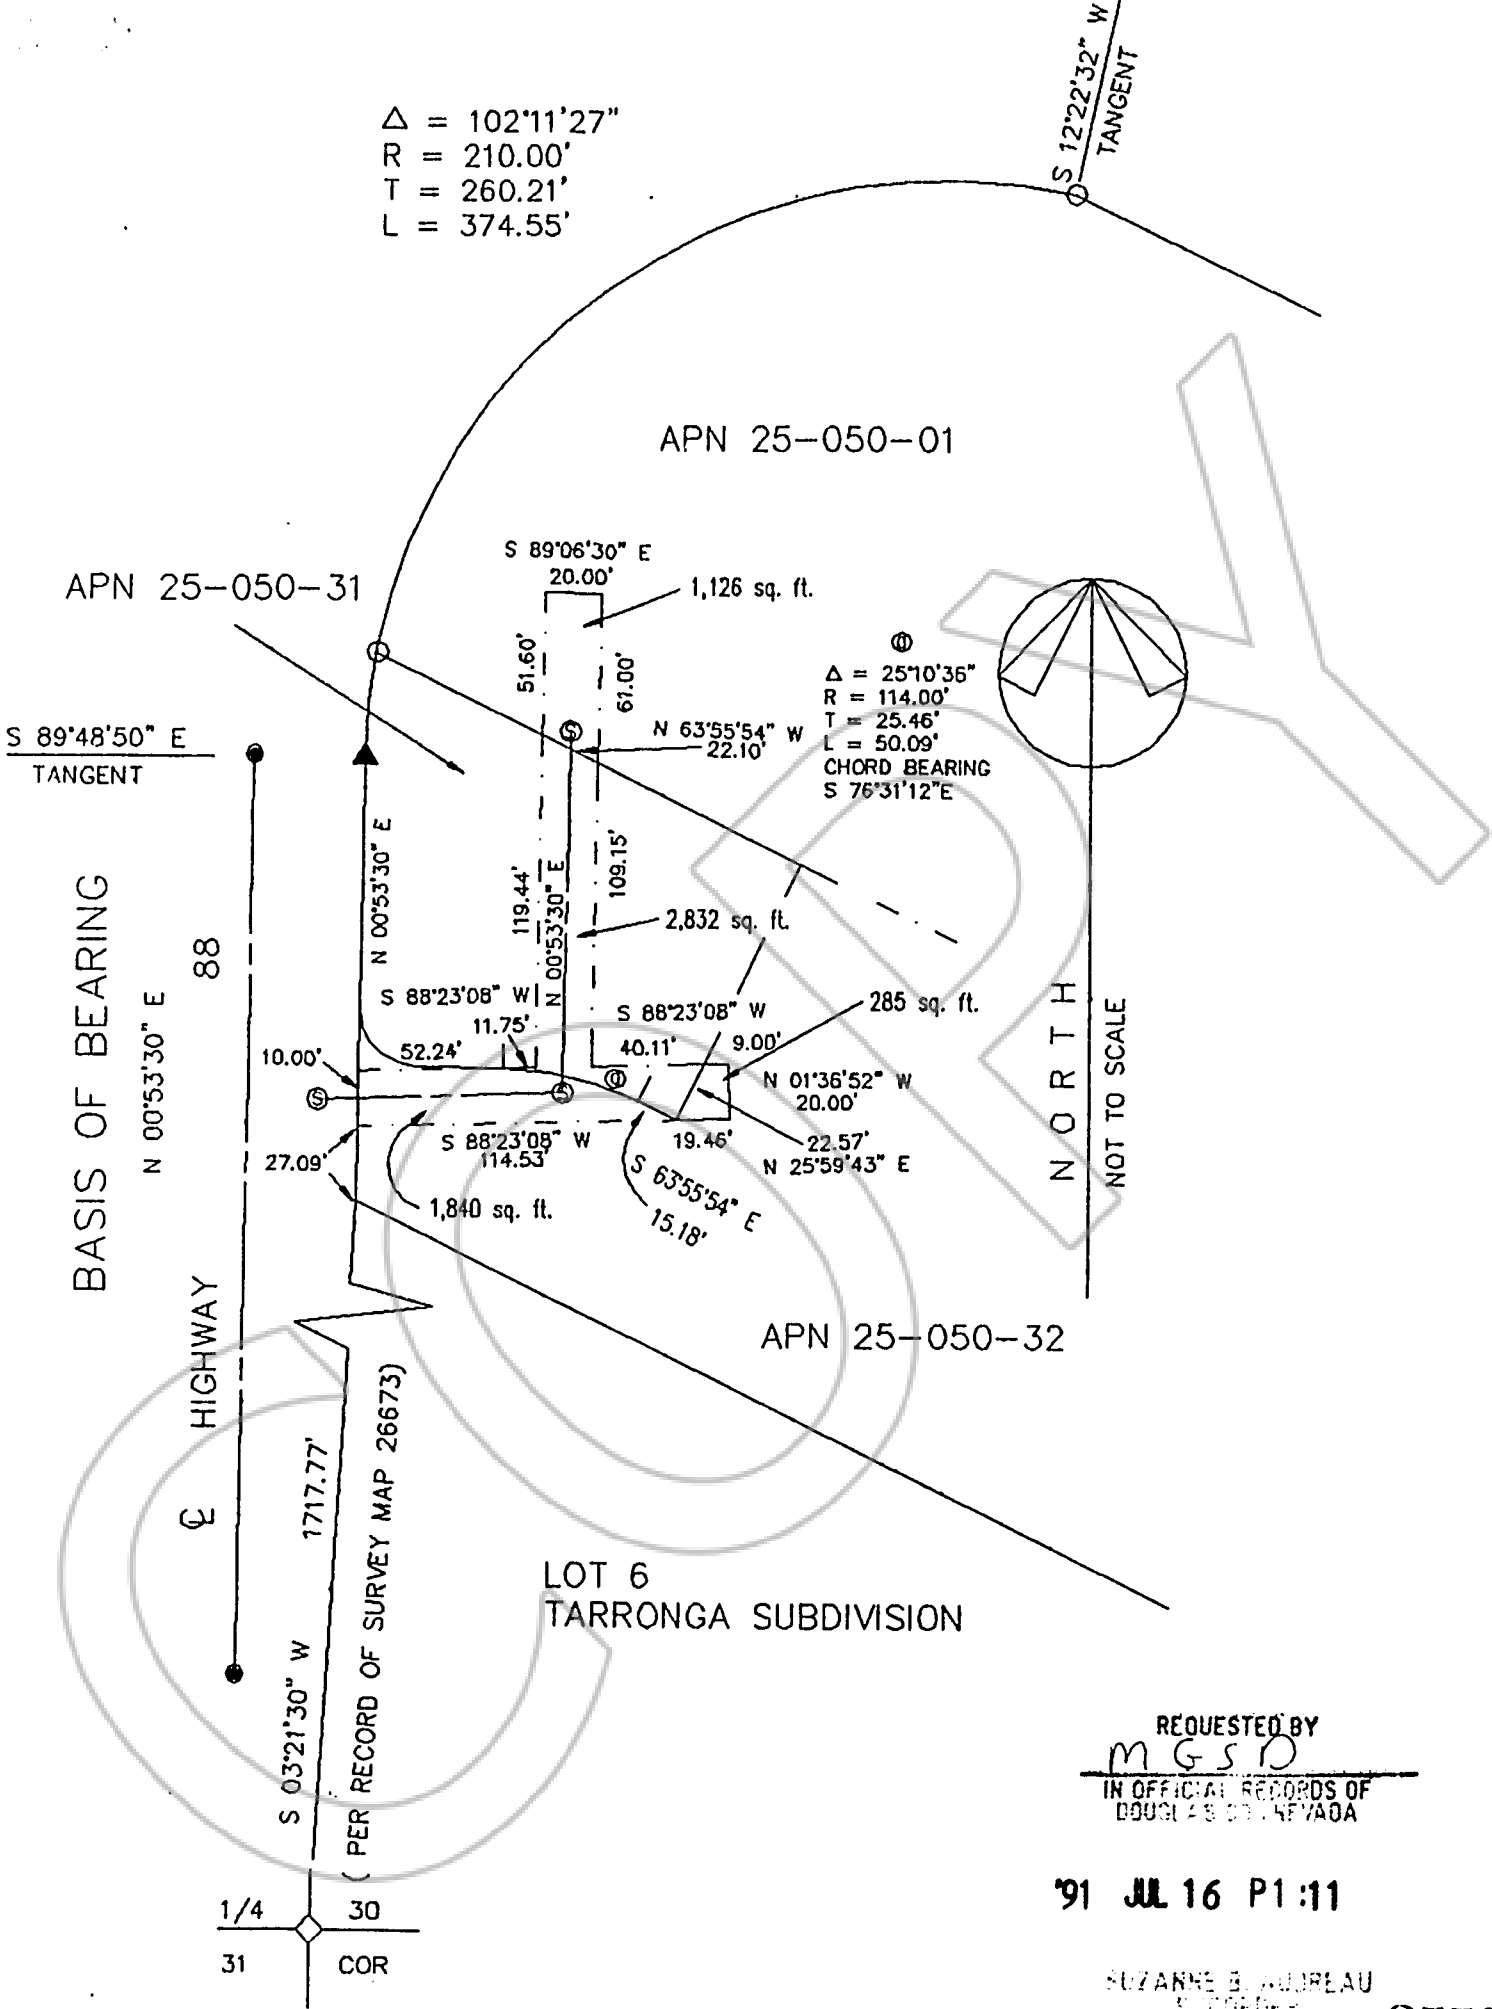 S 12°22'32" W
TANGENT
Δ = 102°11'27"
R = 210.00'
T = 260.21'
L = 374.55'
APN 25-050-01
S 89°06'30" E
20.00'
1,126 sq. ft.
APN 25-050-31
51.60'
61.00'
Δ = 25°10'36"
R = 114.00'
T = 25.46'
L = 50.09'
CHORD BEARING
S 76°31'12"E
N 63°55'54" W
22.10'
S 89°48'50" E
TANGENT
N 00°53'30" E
119.44'
N 00°53'30" E
109.15'
2,832 sq. ft.
BASIS OF BEARING
N 00°53'30" E
88
HIGHWAY
℄
S 88°23'08" W
11.75'
52.24'
10.00'
S 88°23'08" W
40.11'
9.00'
285 sq. ft.
N 01°36'52" W
20.00'
S
S
S 88°23'08" W
114.53'
19.46'
22.57'
N 25°59'43" E
27.09'
S 63°55'54" E
15.18'
1,840 sq. ft.
NORTH
NOT TO SCALE
APN 25-050-32
1717.77'
S 03°21'30" W
( PER RECORD OF SURVEY MAP 26673)
LOT 6
TARRONGA SUBDIVISION
1/4 30
31 COR
REQUESTED BY
MGSD
IN OFFICIAL RECORDS OF
DOUGLAS CO., NEVADA
'91 JUL 16 P1:11
SUZANNE B.
COPY